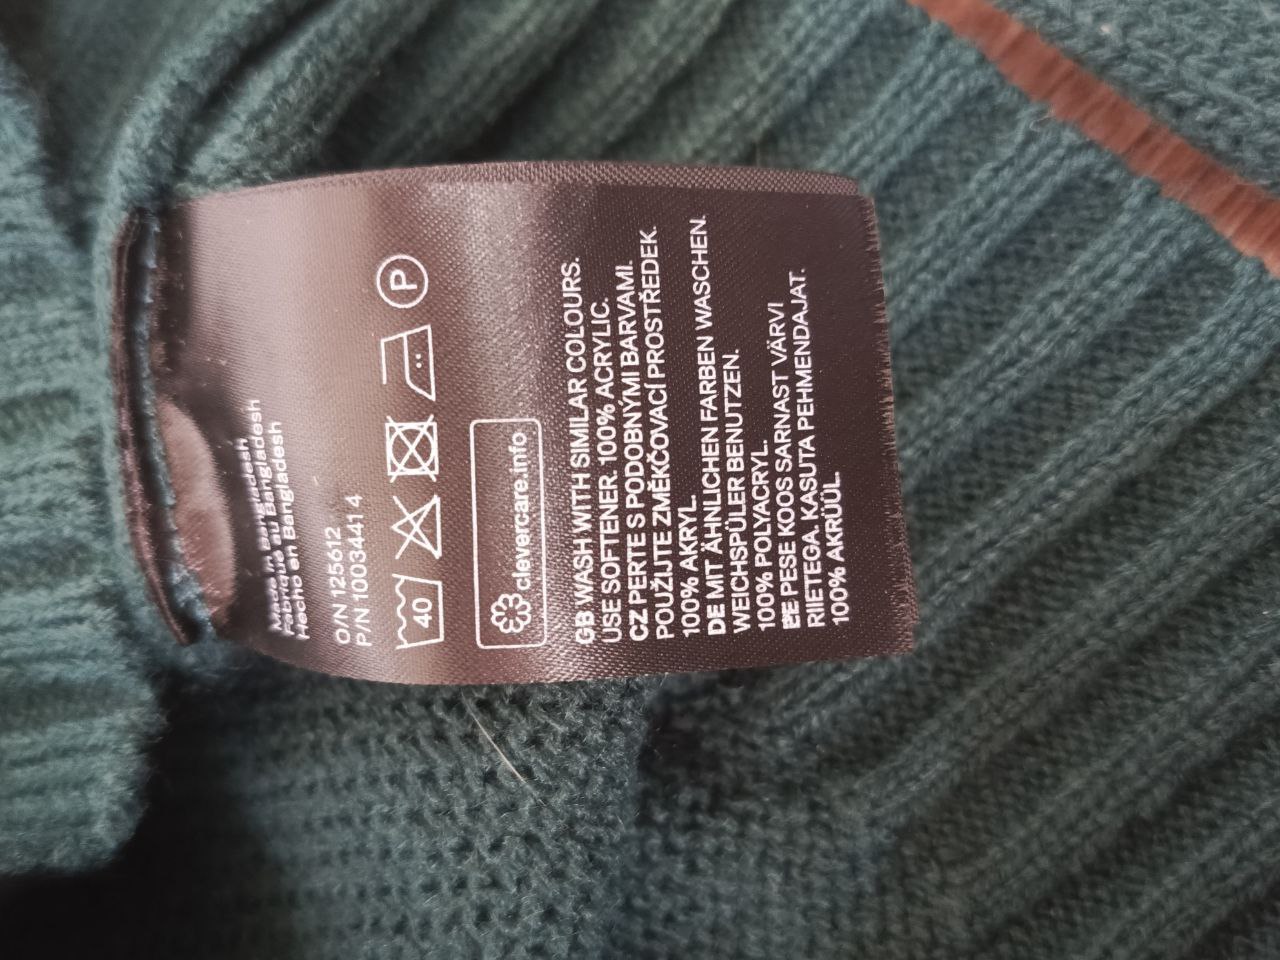 Made in Bangladesh
Fabriqué au Bangladesh
Hecho en Bangladesh
O/N 125612
P/N 10034414
40
P
clevercare.info
GB WASH WITH SIMILAR COLOURS.
USE SOFTENER. 100% ACRYLIC.
CZ PERTE S PODOBNÝMI BARVAMI.
POUŽIJTE ZMĚKČOVACÍ PROSTŘEDEK.
100% AKRYL.
DE MIT ÄHNLICHEN FARBEN WASCHEN.
WEICHSPÜLER BENUTZEN.
100% POLYACRYL.
EE PESE KOOS SARNAST VÄRVI
RIIETEGA. KASUTA PEHMENDAJAT.
100% AKRÜÜL.